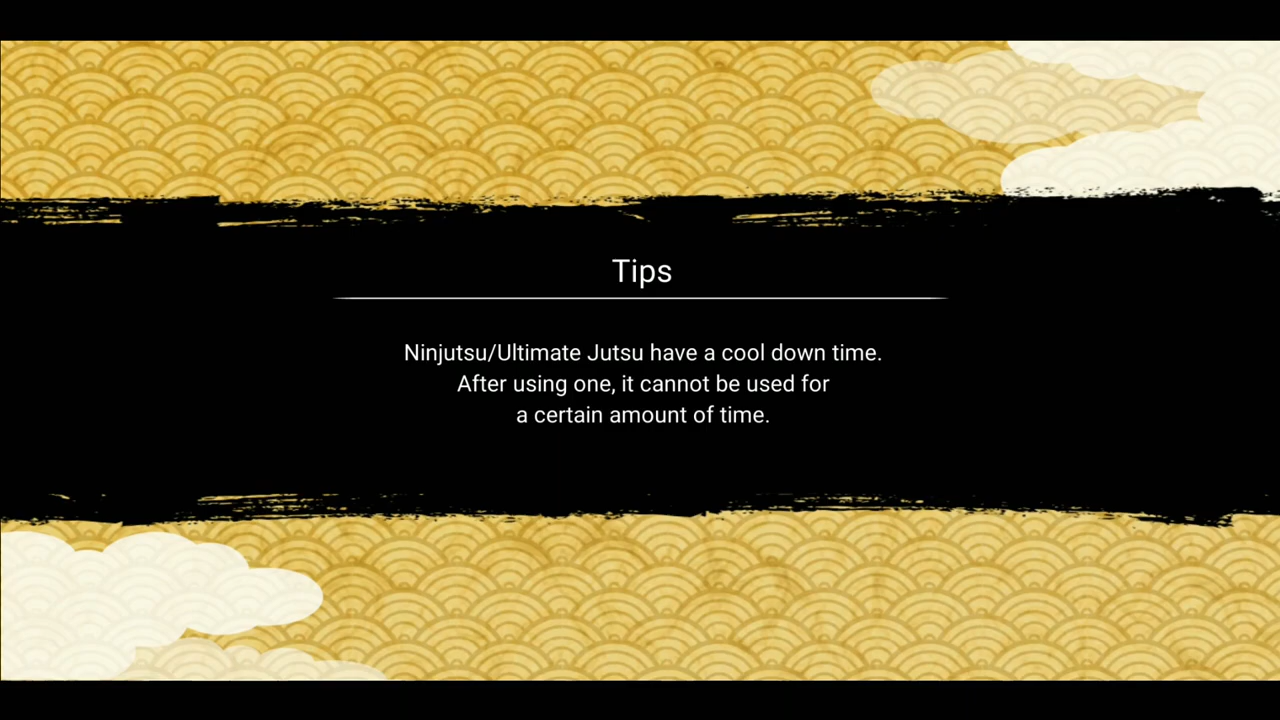 Tips
Ninjutsu/Ultimate Jutsu have a cool down time.
After using one, it cannot be used for
a certain amount of time.